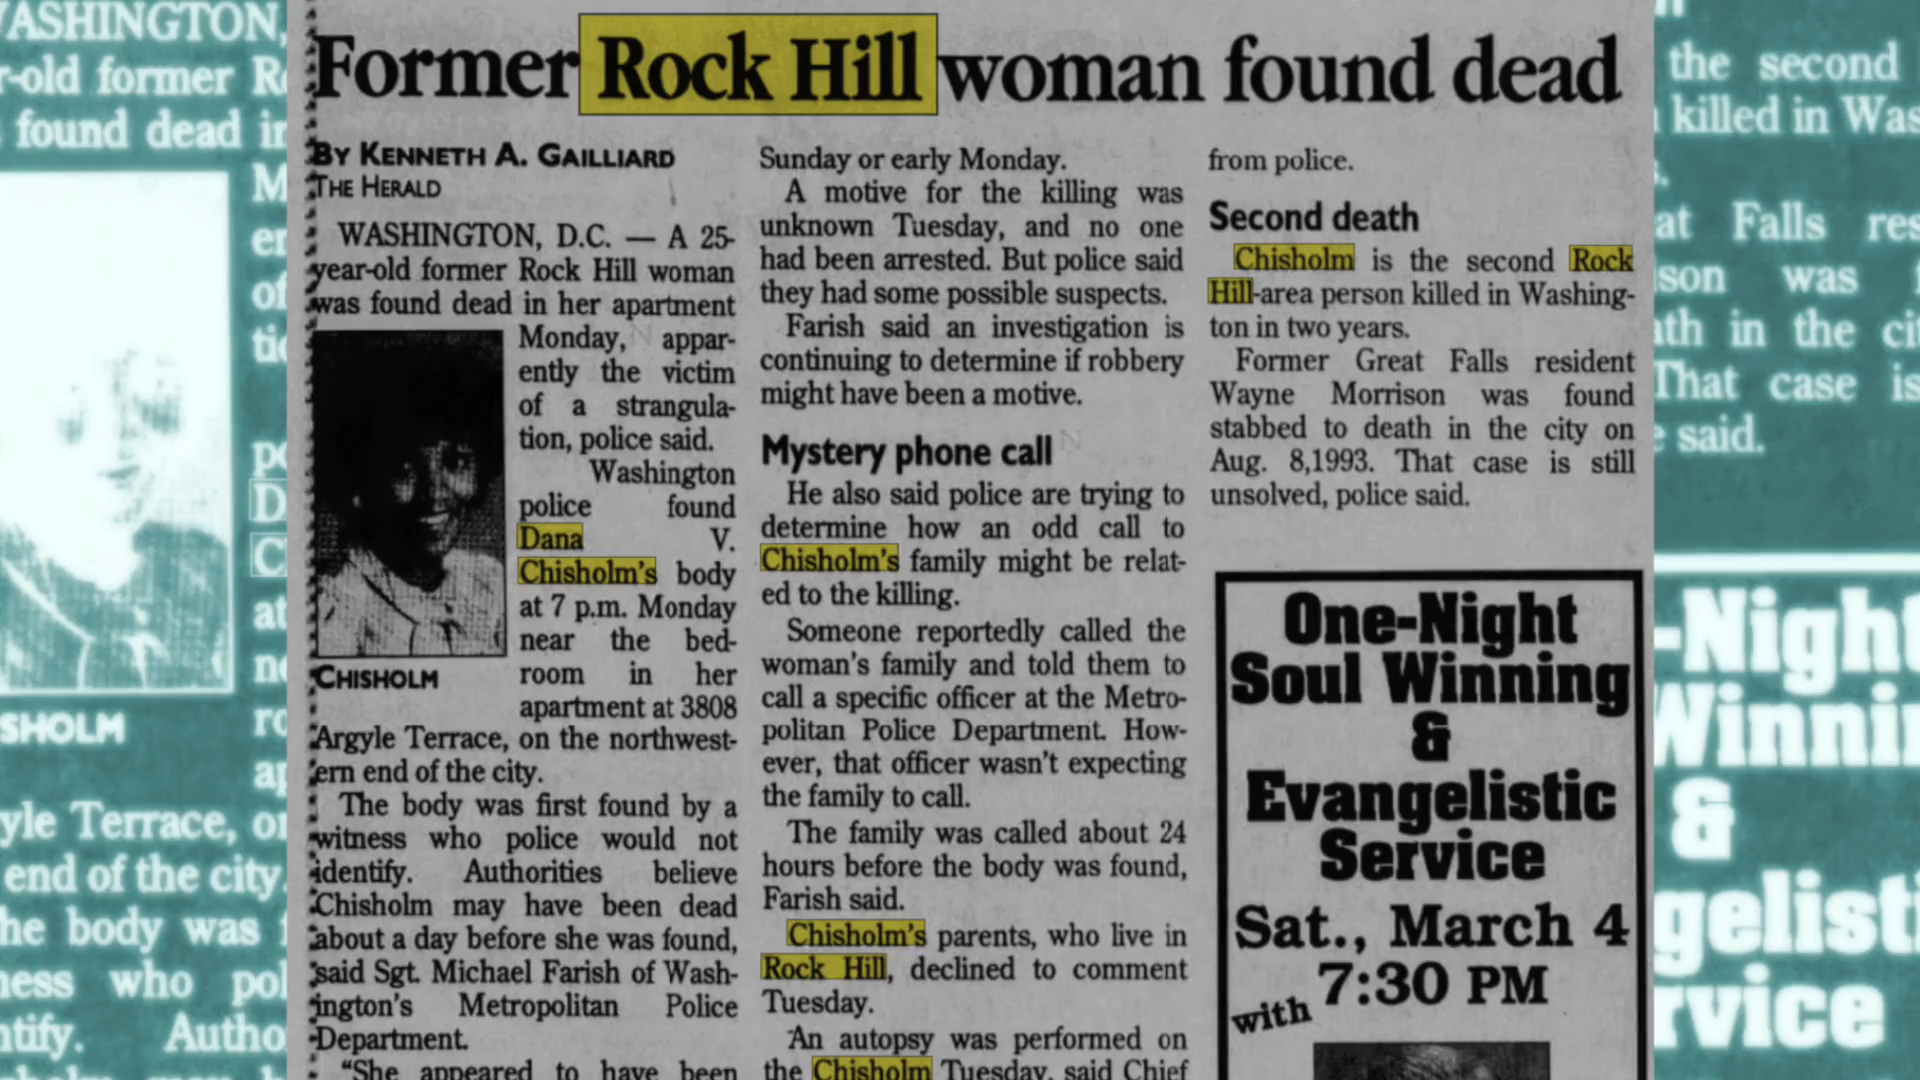 Former Rock Hill woman found dead
BY KENNETH A. GAILLIARD
THE HERALD
WASHINGTON, D.C. — A 25-
year-old former Rock Hill woman
was found dead in her apartment
Monday, appar-
ently the victim
of a strangula-
tion, police said.
Washington
police found
Dana V.
Chisholm's body
at 7 p.m. Monday
near the bed-
room in her
apartment at 3808
CHISHOLM
Argyle Terrace, on the northwest-
ern end of the city.
The body was first found by a
witness who police would not
identify. Authorities believe
Chisholm may have been dead
about a day before she was found,
said Sgt. Michael Farish of Wash-
ington's Metropolitan Police
Department.
"She appeared to have been
Sunday or early Monday.
A motive for the killing was
unknown Tuesday, and no one
had been arrested. But police said
they had some possible suspects.
Farish said an investigation is
continuing to determine if robbery
might have been a motive.
Mystery phone call
He also said police are trying to
determine how an odd call to
Chisholm's family might be relat-
ed to the killing.
Someone reportedly called the
woman's family and told them to
call a specific officer at the Metro-
politan Police Department. How-
ever, that officer wasn't expecting
the family to call.
The family was called about 24
hours before the body was found,
Farish said.
Chisholm's parents, who live in
Rock Hill, declined to comment
Tuesday.
An autopsy was performed on
the Chisholm Tuesday, said Chief
from police.
Second death
Chisholm is the second Rock
Hill-area person killed in Washing-
ton in two years.
Former Great Falls resident
Wayne Morrison was found
stabbed to death in the city on
Aug. 8,1993. That case is still
unsolved, police said.
One-Night
Soul Winning
&
Evangelistic
Service
Sat., March 4
7:30 PM
with